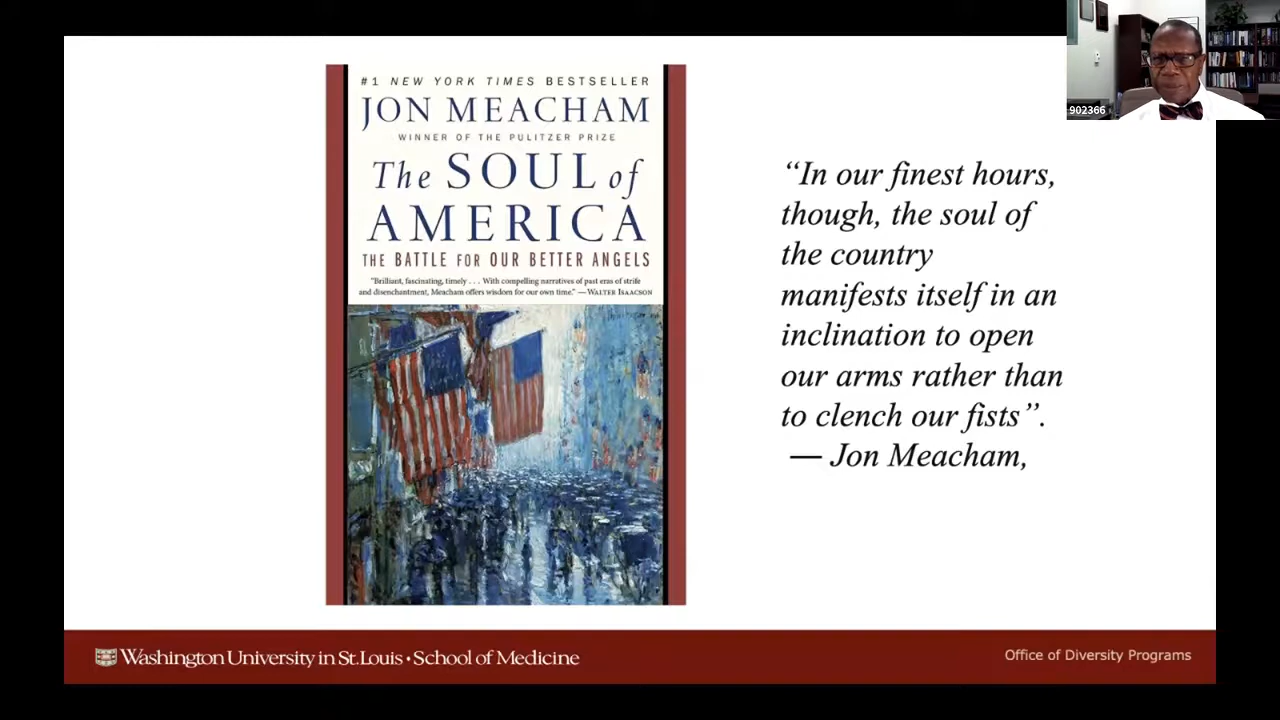 #1 NEW YORK TIMES BESTSELLER
JON MEACHAM
WINNER OF THE PULITZER PRIZE
The SOUL of
AMERICA
THE BATTLE FOR OUR BETTER ANGELS
"Brilliant, fascinating, timely . . . With compelling narratives of past eras of strife
and disenchantment, Meacham offers wisdom for our own time." —WALTER ISAACSON
“In our finest hours,
though, the soul of
the country
manifests itself in an
inclination to open
our arms rather than
to clench our fists”.
— Jon Meacham,
902366
Washington University in St. Louis • School of Medicine
Office of Diversity Programs